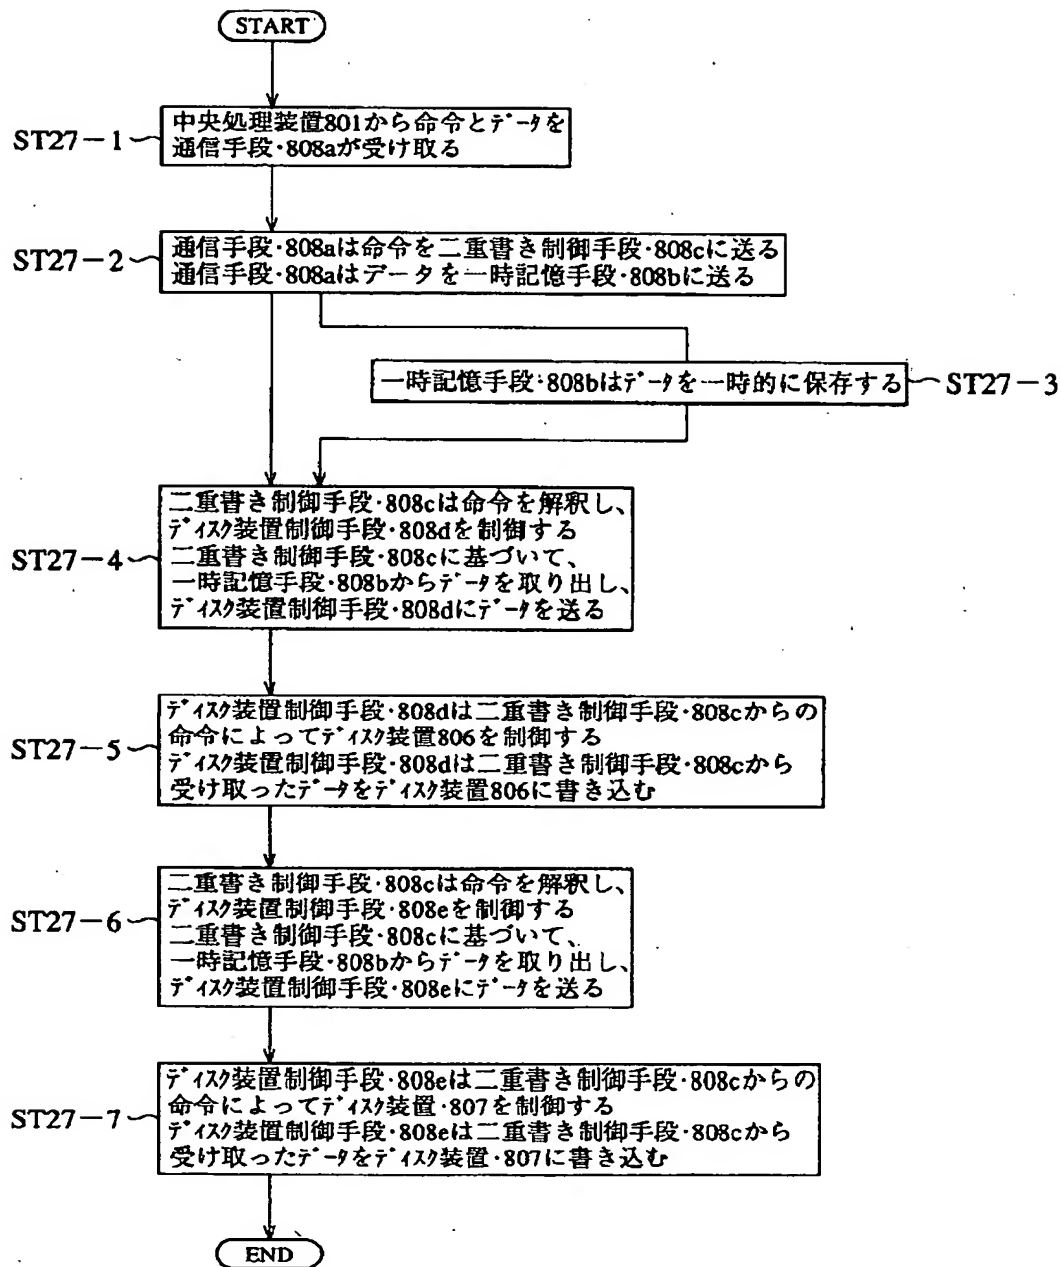 START
ST27-1
中央処理装置801から命令とデータを
通信手段・808aが受け取る
ST27-2
通信手段・808aは命令を二重書き制御手段・808cに送る
通信手段・808aはデータを一時記憶手段・808bに送る
一時記憶手段・808bはデータを一時的に保存する
ST27-3
ST27-4
二重書き制御手段・808cは命令を解釈し、
ディスク装置制御手段・808dを制御する
二重書き制御手段・808cに基づいて、
一時記憶手段・808bからデータを取り出し、
ディスク装置制御手段・808dにデータを送る
ST27-5
ディスク装置制御手段・808dは二重書き制御手段・808cからの
命令によってディスク装置806を制御する
ディスク装置制御手段・808dは二重書き制御手段・808cから
受け取ったデータをディスク装置806に書き込む
ST27-6
二重書き制御手段・808cは命令を解釈し、
ディスク装置制御手段・808eを制御する
二重書き制御手段・808cに基づいて、
一時記憶手段・808bからデータを取り出し、
ディスク装置制御手段・808eにデータを送る
ST27-7
ディスク装置制御手段・808eは二重書き制御手段・808cからの
命令によってディスク装置・807を制御する
ディスク装置制御手段・808eは二重書き制御手段・808cから
受け取ったデータをディスク装置・807に書き込む
END